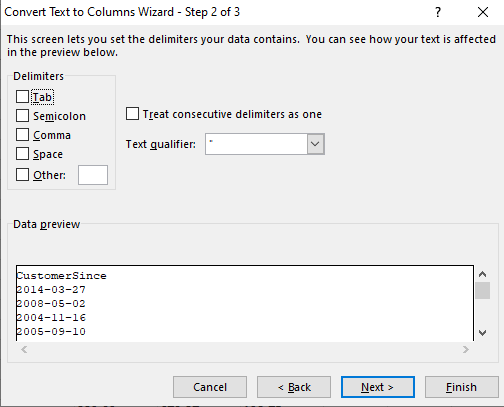 Convert Text to Columns Wizard - Step 2 of 3
This screen lets you set the delimiters your data contains. You can see how your text is affected
in the preview below.
Delimiters
Tab
Semicolon
Comma
Space
Other:
Treat consecutive delimiters as one
Text qualifier: "
Data preview
CustomerSince
2014-03-27
2008-05-02
2004-11-16
2005-09-10
Cancel < Back Next > Finish